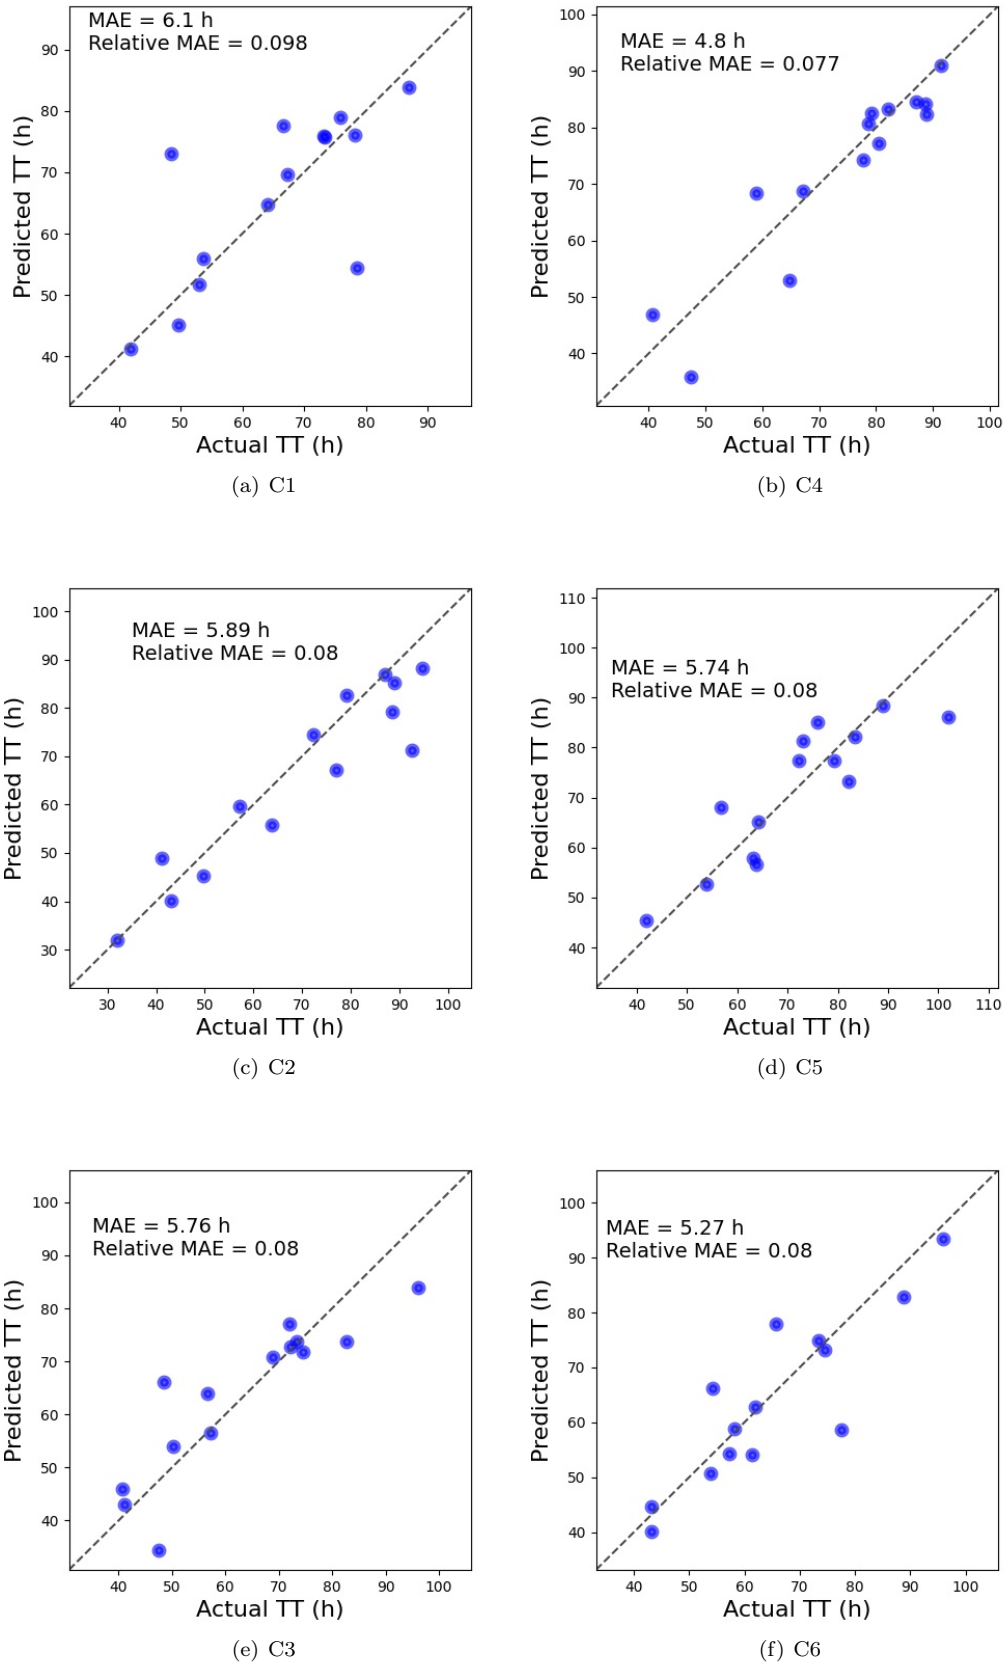 MAE = 6.1 h
Relative MAE = 0.098
90
80
70
60
50
40
Predicted TT (h)
40 50 60 70 80 90
Actual TT (h)
(a) C1
MAE = 4.8 h
Relative MAE = 0.077
100
90
80
70
60
50
40
Predicted TT (h)
40 50 60 70 80 90 100
Actual TT (h)
(b) C4
MAE = 5.89 h
Relative MAE = 0.08
100
90
80
70
60
50
40
30
Predicted TT (h)
30 40 50 60 70 80 90 100
Actual TT (h)
(c) C2
MAE = 5.74 h
Relative MAE = 0.08
110
100
90
80
70
60
50
40
Predicted TT (h)
40 50 60 70 80 90 100 110
Actual TT (h)
(d) C5
MAE = 5.76 h
Relative MAE = 0.08
100
90
80
70
60
50
40
Predicted TT (h)
40 50 60 70 80 90 100
Actual TT (h)
(e) C3
MAE = 5.27 h
Relative MAE = 0.08
100
90
80
70
60
50
40
Predicted TT (h)
40 50 60 70 80 90 100
Actual TT (h)
(f) C6